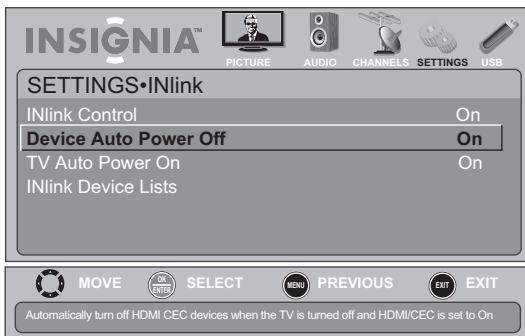 INSIGNIA™
PICTURE AUDIO CHANNELS SETTINGS USB
SETTINGS•INlink
INlink Control On
Device Auto Power Off On
TV Auto Power On On
INlink Device Lists
MOVE OK ENTER SELECT MENU PREVIOUS EXIT EXIT
Automatically turn off HDMI CEC devices when the TV is turned off and HDMI/CEC is set to On